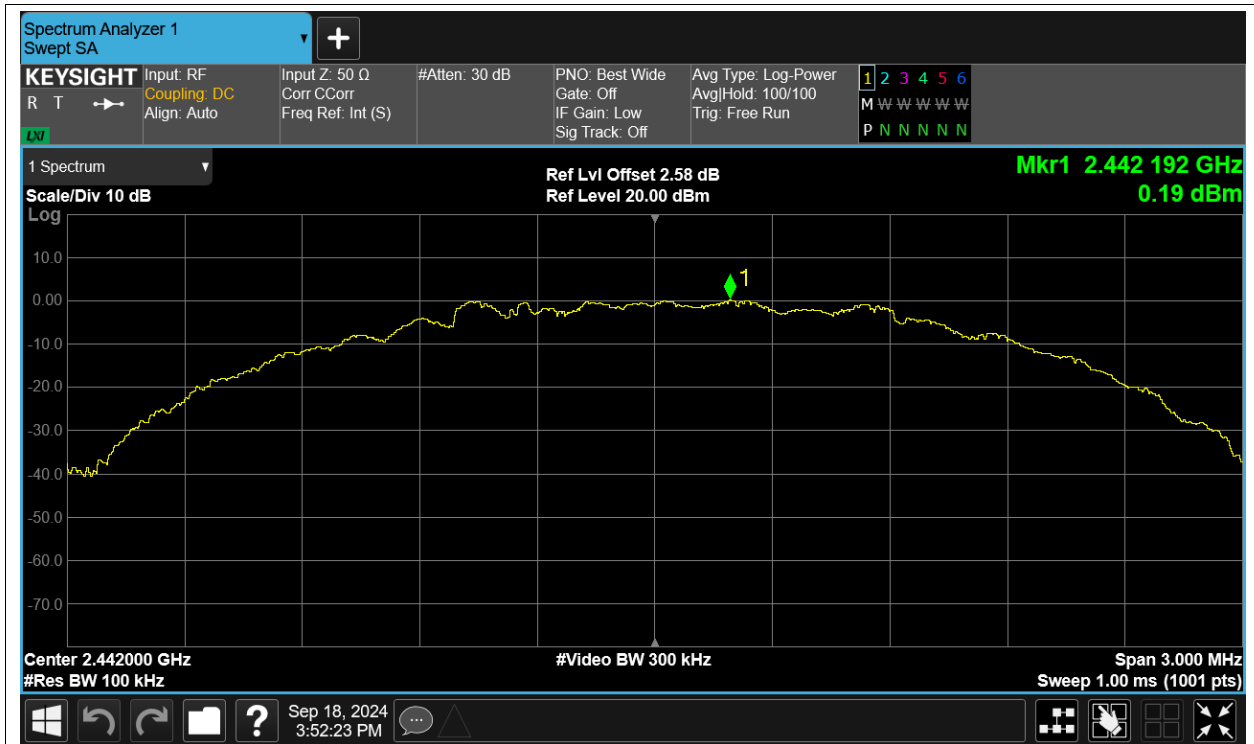 Spectrum Analyzer 1
Swept SA
KEYSIGHT
R T
LXI
Input: RF
Coupling: DC
Align: Auto
Input Z: 50 Ω
Corr CCorr
Freq Ref: Int (S)
#Atten: 30 dB
PNO: Best Wide
Gate: Off
IF Gain: Low
Sig Track: Off
Avg Type: Log-Power
Avg|Hold: 100/100
Trig: Free Run
1 2 3 4 5 6
M W W W W W
P N N N N N
1 Spectrum
Scale/Div 10 dB
Ref Lvl Offset 2.58 dB
Ref Level 20.00 dBm
Mkr1 2.442 192 GHz
0.19 dBm
Log
10.0
0.00
-10.0
-20.0
-30.0
-40.0
-50.0
-60.0
-70.0
1
Center 2.442000 GHz
#Res BW 100 kHz
#Video BW 300 kHz
Span 3.000 MHz
Sweep 1.00 ms (1001 pts)
?
Sep 18, 2024
3:52:23 PM